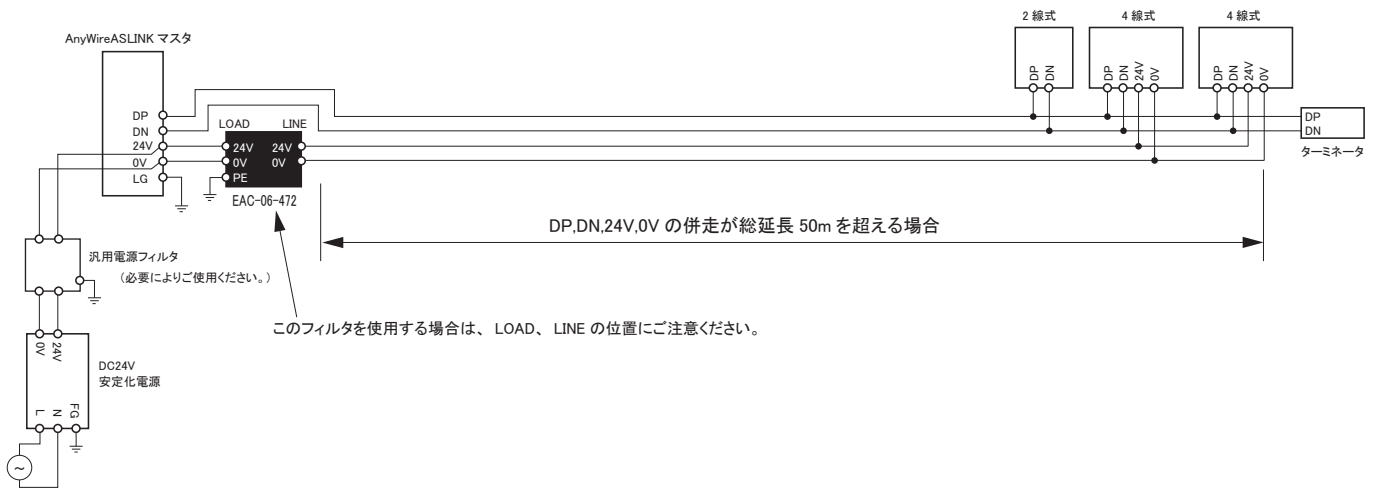 AnyWireASLINK マスタ
DP
DN
24V
0V
LG
LOAD LINE
24V 24V
0V 0V
PE
EAC-06-472
2 線式
DP
DN
4 線式
DP
DN
24V
0V
4 線式
DP
DN
24V
0V
DP
DN
ターミネータ
DP,DN,24V,0V の併走が総延長 50m を超える場合
汎用電源フィルタ
（必要によりご使用ください。）
このフィルタを使用する場合は、LOAD、LINE の位置にご注意ください。
0V
24V
DC24V
安定化電源
L
N
FG
~